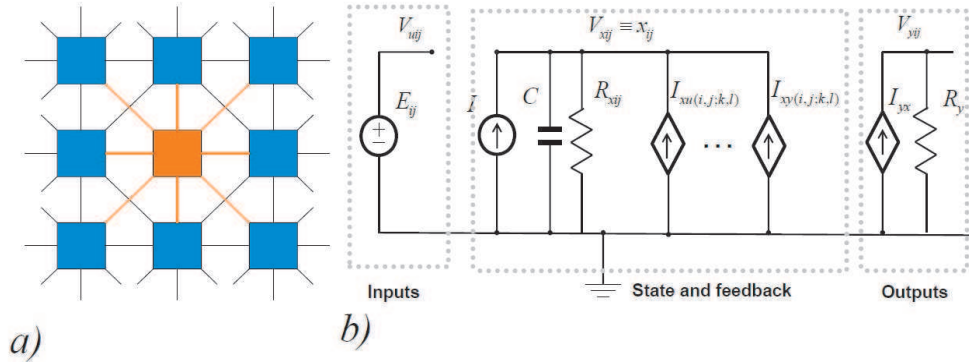 V_uij
V_xij ≡ x_ij
V_yij
E_ij
I
C
R_xij
I_xu(i,j;k,l)
...
I_xy(i,j;k,l)
I_yx
R_y
+
−
Inputs
State and feedback
Outputs
a)
b)